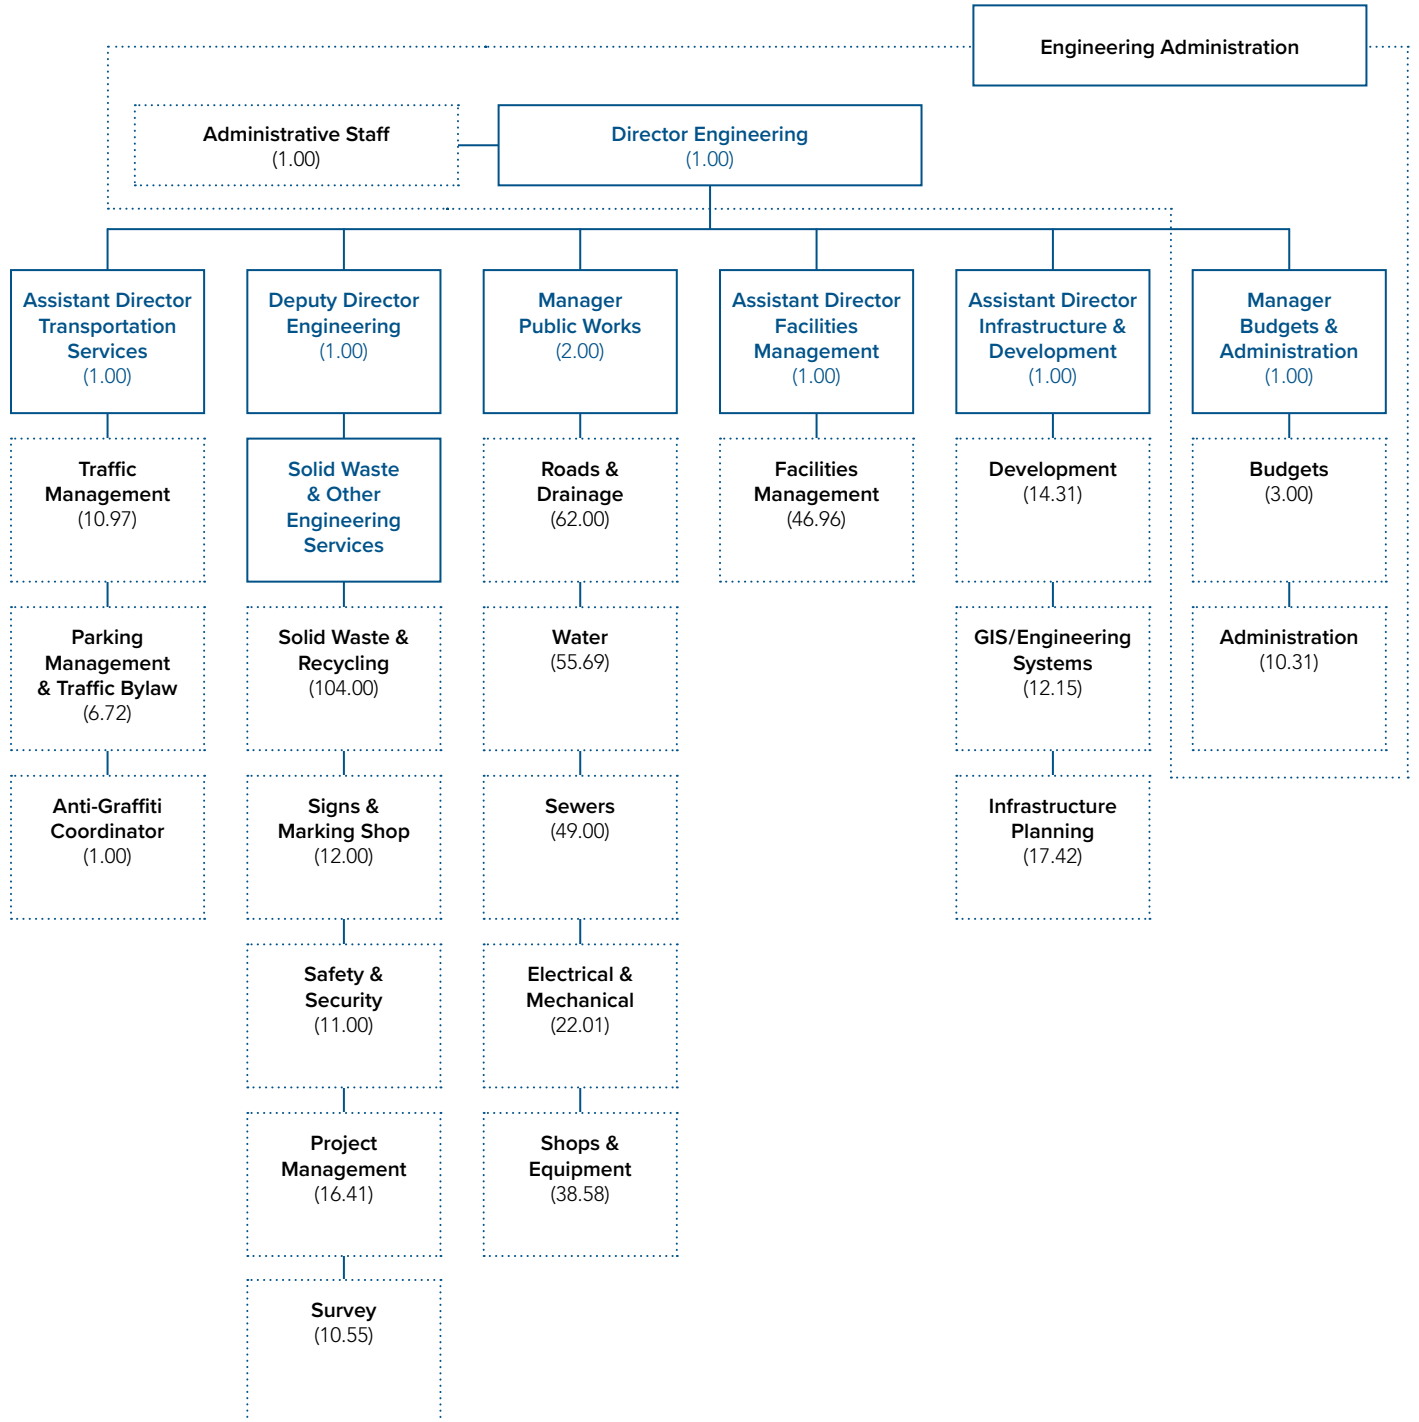 Engineering Administration
Administrative Staff
(1.00)
Director Engineering
(1.00)
Assistant Director
Transportation
Services
(1.00)
Deputy Director
Engineering
(1.00)
Manager
Public Works
(2.00)
Assistant Director
Facilities
Management
(1.00)
Assistant Director
Infrastructure &
Development
(1.00)
Manager
Budgets &
Administration
(1.00)
Traffic
Management
(10.97)
Solid Waste
& Other
Engineering
Services
Roads &
Drainage
(62.00)
Facilities
Management
(46.96)
Development
(14.31)
Budgets
(3.00)
Parking
Management
& Traffic Bylaw
(6.72)
Solid Waste &
Recycling
(104.00)
Water
(55.69)
GIS/Engineering
Systems
(12.15)
Administration
(10.31)
Anti-Graffiti
Coordinator
(1.00)
Signs &
Marking Shop
(12.00)
Sewers
(49.00)
Infrastructure
Planning
(17.42)
Safety &
Security
(11.00)
Electrical &
Mechanical
(22.01)
Project
Management
(16.41)
Shops &
Equipment
(38.58)
Survey
(10.55)